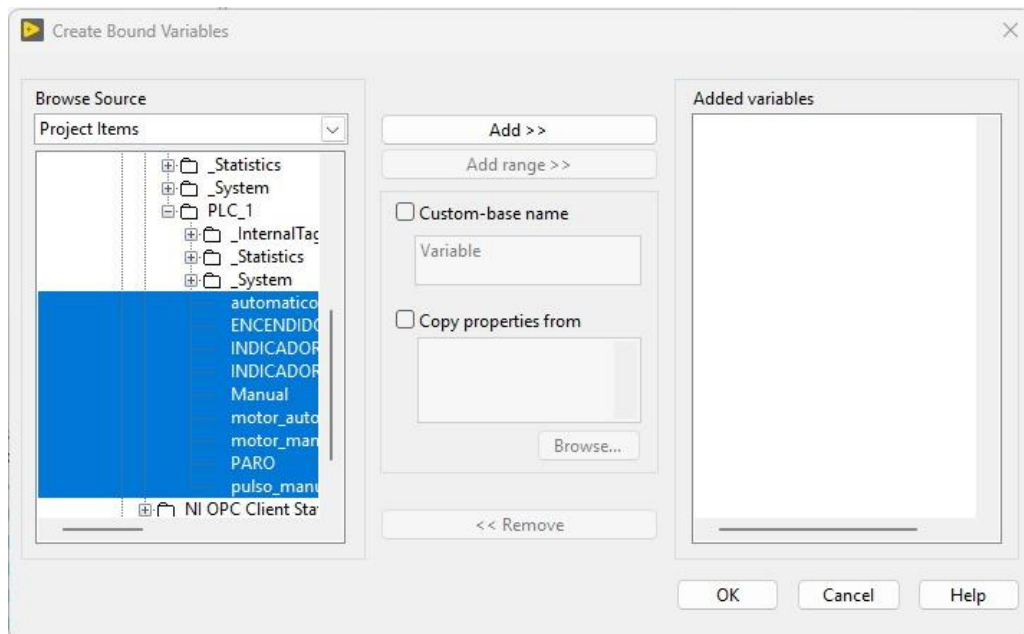 Create Bound Variables
Browse Source
Project Items
_Statistics
_System
PLC_1
_InternalTag
_Statistics
_System
automatico
ENCENDIDO
INDICADOR
INDICADOR
Manual
motor_auto
motor_man
PARO
pulso_manu
NI OPC Client Sta
Add >>
Add range >>
Custom-base name
Variable
Copy properties from
Browse...
<< Remove
Added variables
OK
Cancel
Help